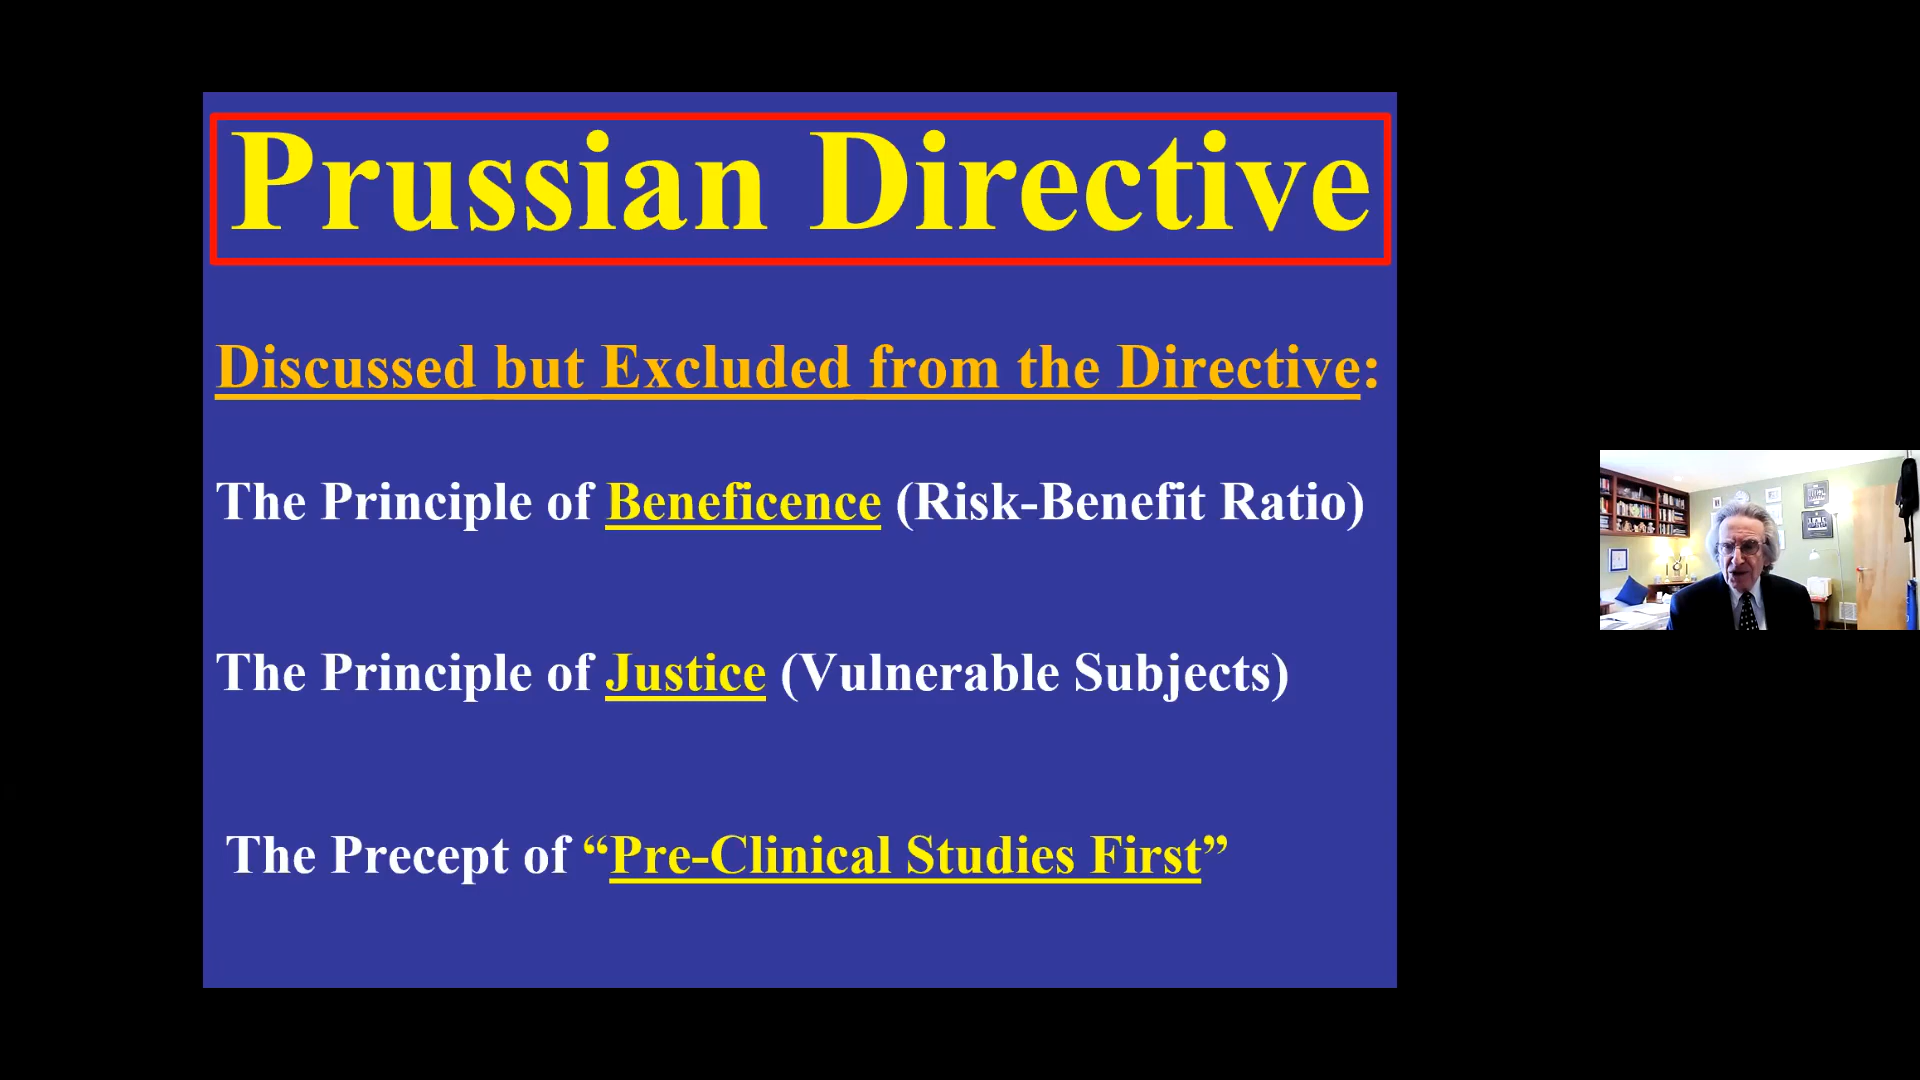 Prussian Directive
Discussed but Excluded from the Directive:
The Principle of Beneficence (Risk-Benefit Ratio)
The Principle of Justice (Vulnerable Subjects)
The Precept of “Pre-Clinical Studies First”